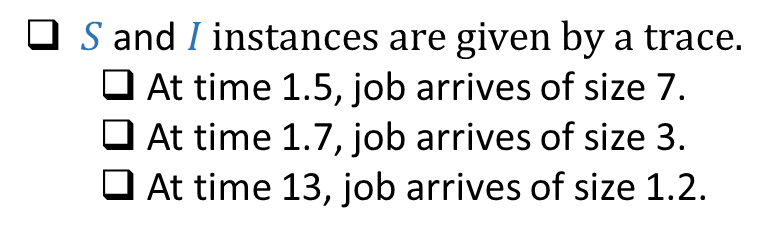 ❑ S and I instances are given by a trace.
❑ At time 1.5, job arrives of size 7.
❑ At time 1.7, job arrives of size 3.
❑ At time 13, job arrives of size 1.2.